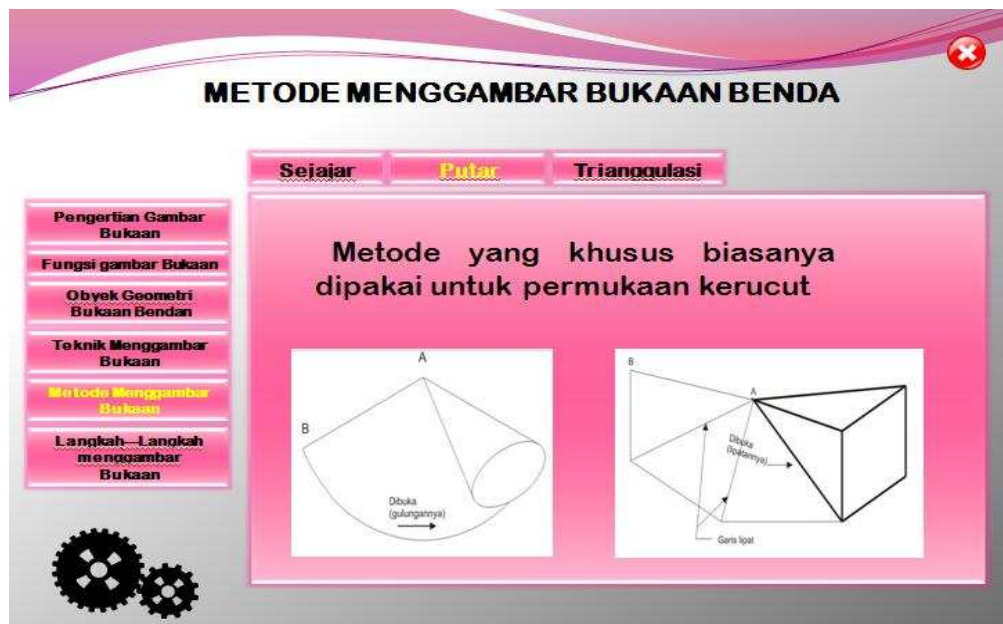 METODE MENGGAMBAR BUKAAN BENDA
Sejajar
Putar
Trianggulasi
Pengertian Gambar
Bukaan
Fungsi gambar Bukaan
Obyek Geometri
Bukaan Bendan
Teknik Menggambar
Bukaan
Metode Menggambar
Bukaan
Langkah—Langkah
menggambar
Bukaan
Metode yang khusus biasanya
dipakai untuk permukaan kerucut
A
B
Dibuka
(gulungannya)
B
A
Dibuka
(lipatannya)
Garis lipat